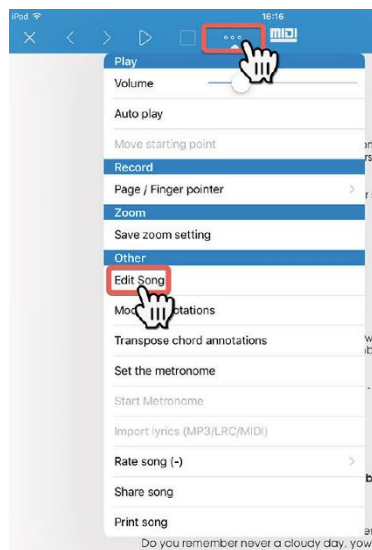 iPad 16:16
MIDI
Play
Volume
Auto play
Move starting point
Record
Page / Finger pointer
Zoom
Save zoom setting
Other
Edit Song
Transpose chord annotations
Set the metronome
Start Metronome
Import lyrics (MP3/LRC/MIDI)
Rate song (-)
Share song
Print song
Do you remember never a cloudy day, yow